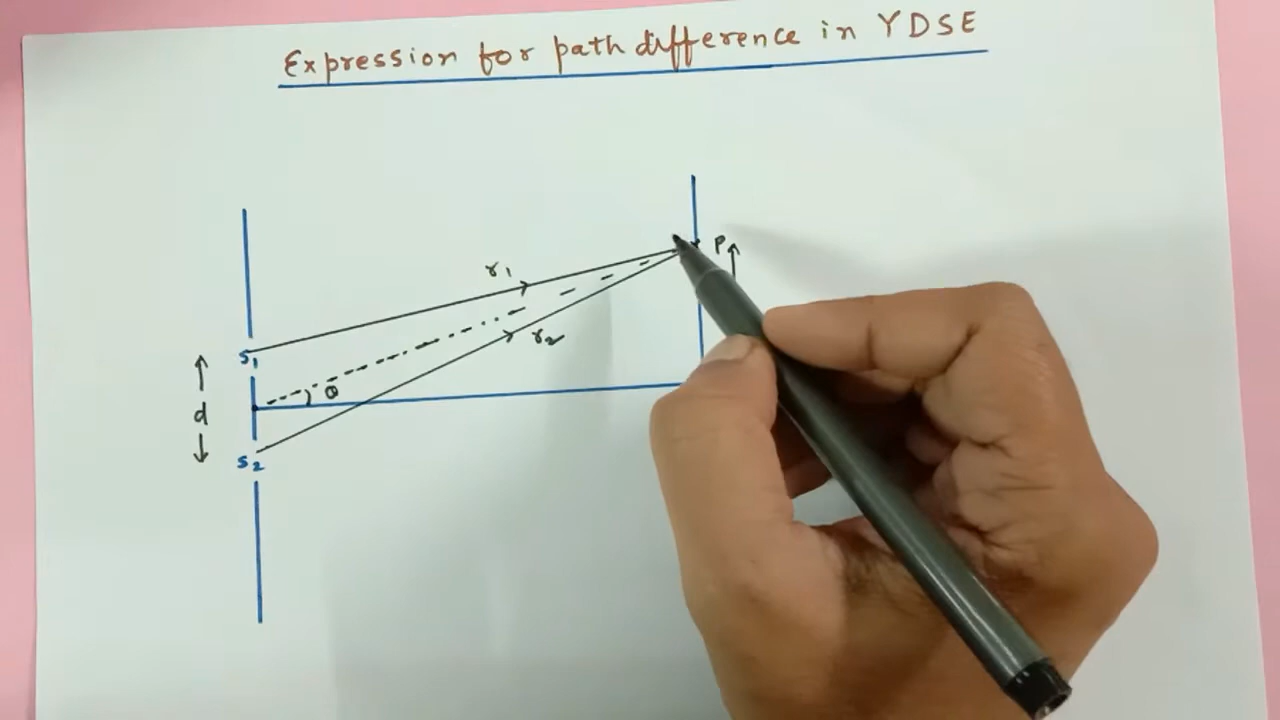 Expression for path difference in YDSE
r₁
P
r₂
S₁
θ
d
S₂